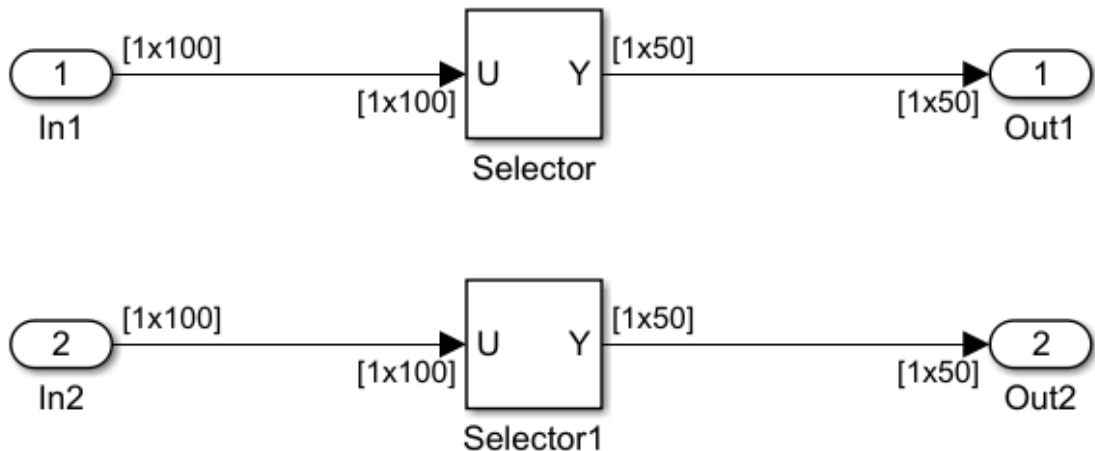 [1x100] [1x50]
1 U Y 1
[1x100] [1x50]
In1 Out1
Selector
[1x100] [1x50]
2 U Y 2
[1x100] [1x50]
In2 Out2
Selector1